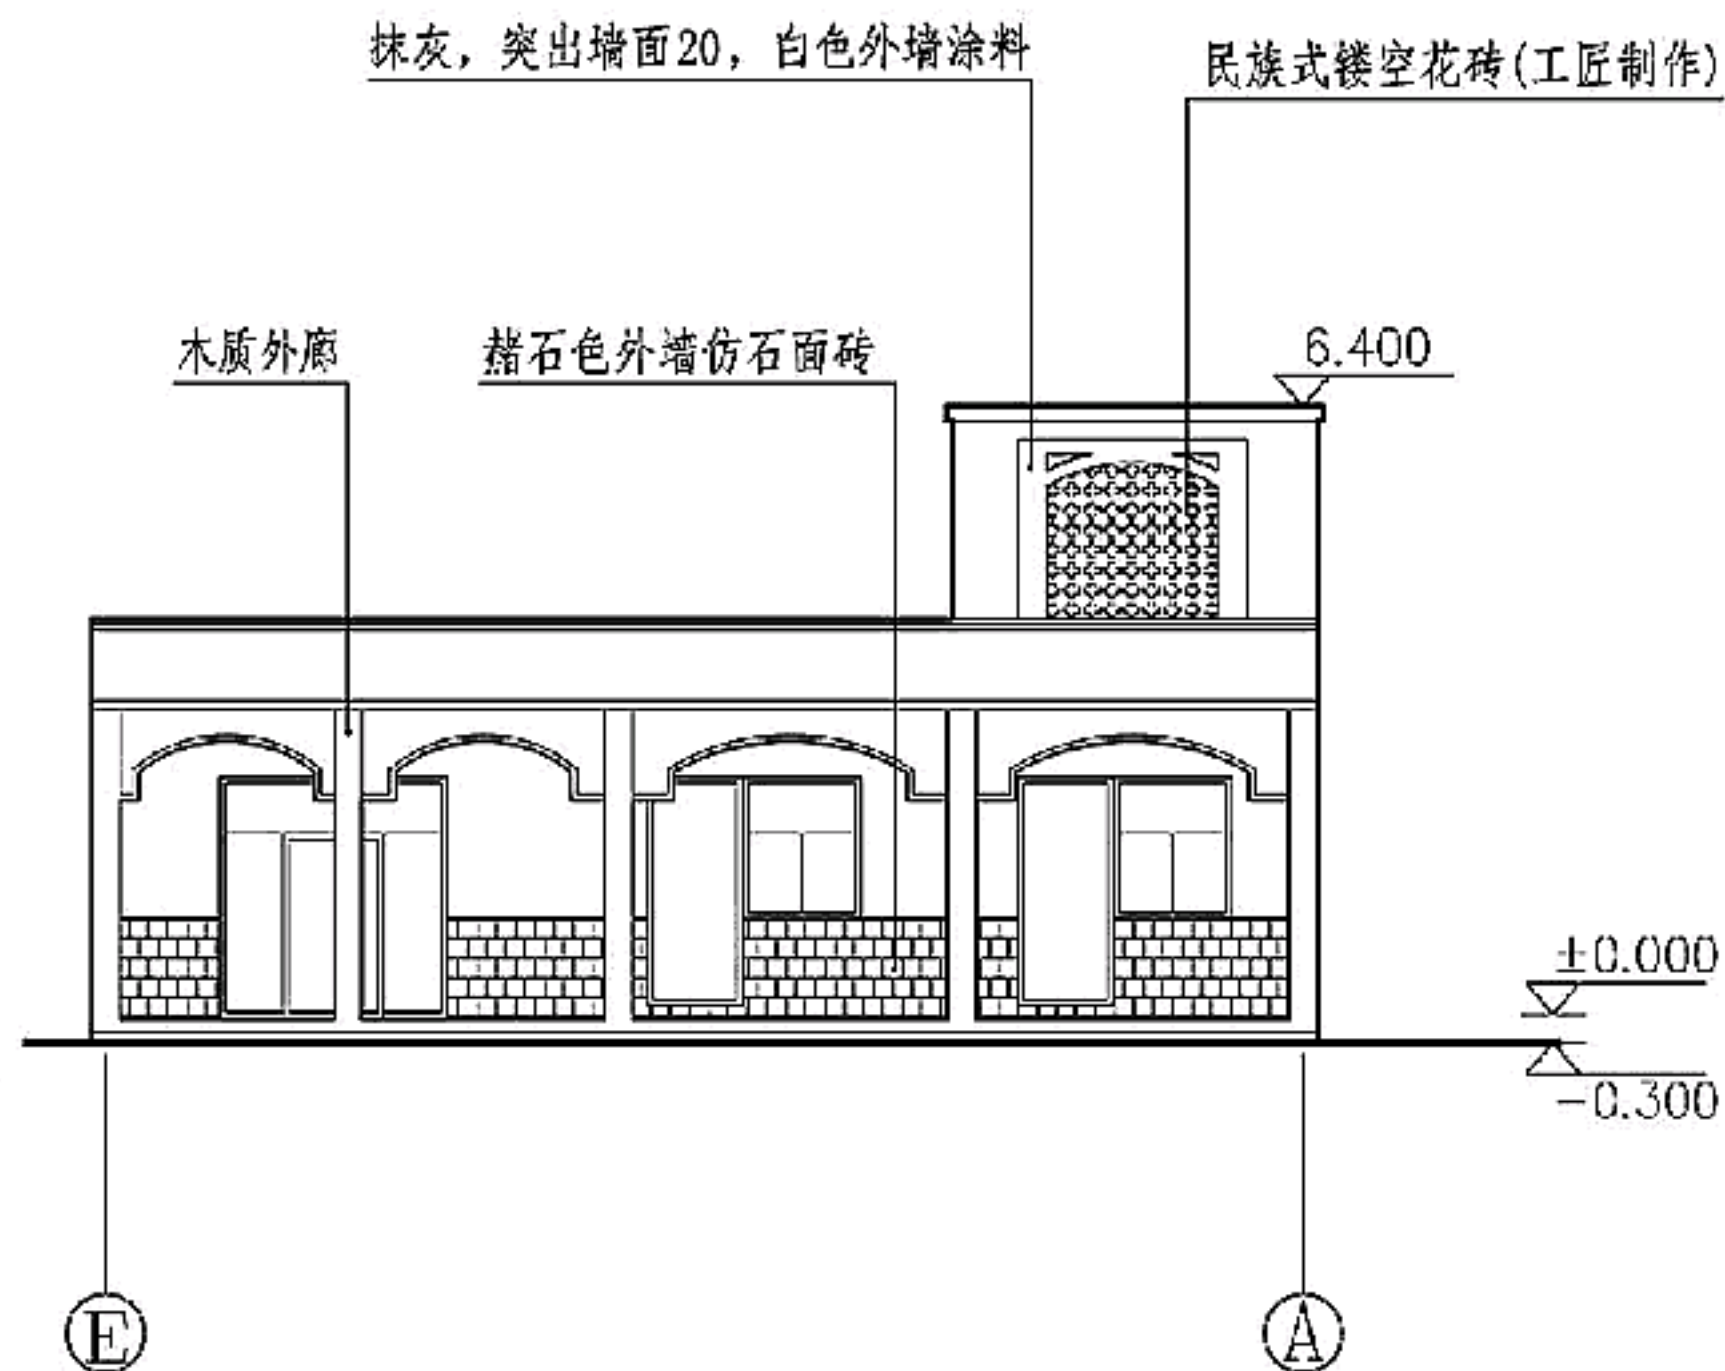 抹灰，突出墙面20，白色外墙涂料
民族式镂空花砖(工匠制作)
木质外廊
赭石色外墙仿石面砖
6.400
±0.000
-0.300
E
A